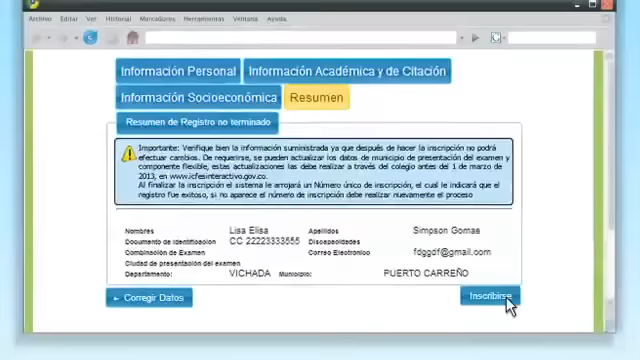 Archivo Editar Ver Historial Marcadores Herramientas Ventana Ayuda
Información Personal Información Académica y de Citación
Información Socioeconómica Resumen
Resumen de Registro no terminado
Importante: Verifique bien la información suministrada ya que después de hacer la inscripción no podrá
efectuar cambios. De requerirse, se pueden actualizar los datos de municipio de presentación del examen y
componente flexible, estas actualizaciones las debe realizar a través del colegio antes del 1 de marzo de
2013, en www.icfesinteractivo.gov.co.
Al finalizar la inscripción el sistema le arrojará un Número único de inscripción, el cual le indicará que el
registro fue exitoso, si no aparece el número de inscripción debe realizar nuevamente el proceso
Nombres Lisa Elisa Apellidos Simpson Gomae
Documento de Identificación CC 22223333555 Discapacidades
Combinación de Examen Correo Electronico fdggdf@gmail.com
Ciudad de presentación del examen
Departamento: VICHADA Municipio: PUERTO CARREÑO
← Corregir Datos Inscribirse